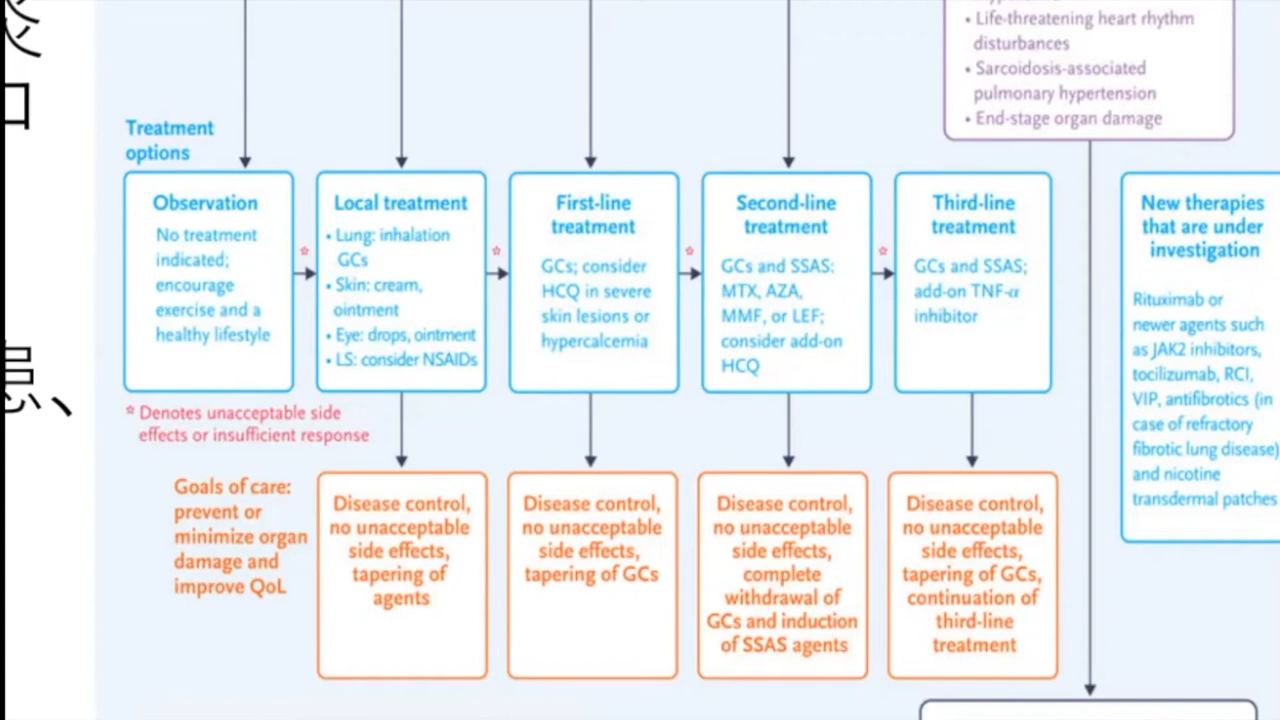 • Life-threatening heart rhythm
disturbances
• Sarcoidosis-associated
pulmonary hypertension
• End-stage organ damage
Treatment
options
Observation
No treatment
indicated;
encourage
exercise and a
healthy lifestyle
Local treatment
• Lung: inhalation
GCs
• Skin: cream,
ointment
• Eye: drops, ointment
• LS: consider NSAIDs
First-line
treatment
GCs; consider
HCQ in severe
skin lesions or
hypercalcemia
Second-line
treatment
GCs and SSAS:
MTX, AZA,
MMF, or LEF;
consider add-on
HCQ
Third-line
treatment
GCs and SSAS;
add-on TNF-α
inhibitor
New therapies
that are under
investigation
Rituximab or
newer agents such
as JAK2 inhibitors,
tocilizumab, RCI,
VIP, antifibrotics (in
case of refractory
fibrotic lung disease)
and nicotine
transdermal patches
☆
☆
☆
☆
☆ Denotes unacceptable side
effects or insufficient response
Goals of care:
prevent or
minimize organ
damage and
improve QoL
Disease control,
no unacceptable
side effects,
tapering of
agents
Disease control,
no unacceptable
side effects,
tapering of GCs
Disease control,
no unacceptable
side effects,
complete
withdrawal of
GCs and induction
of SSAS agents
Disease control,
no unacceptable
side effects,
tapering of GCs,
continuation of
third-line
treatment